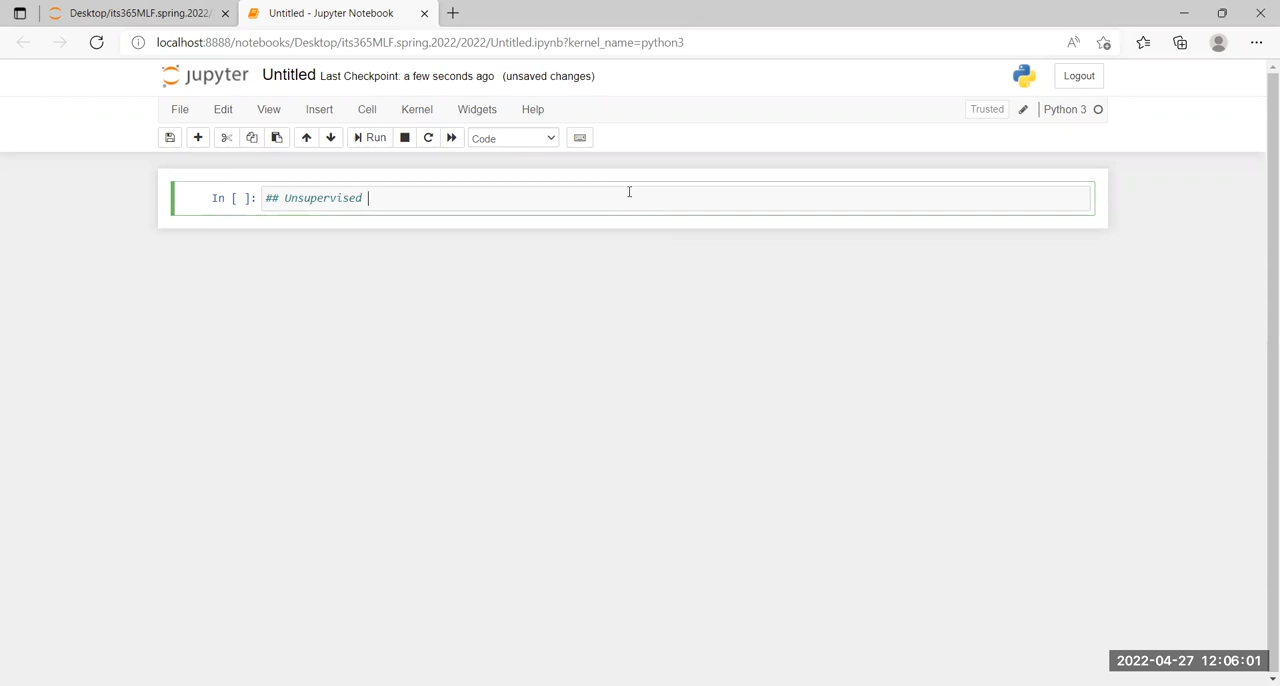 Desktop/its365MLF.spring.2022/
Untitled - Jupyter Notebook
localhost:8888/notebooks/Desktop/its365MLF.spring.2022/2022/Untitled.ipynb?kernel_name=python3
jupyter Untitled Last Checkpoint: a few seconds ago (unsaved changes)
Logout
File Edit View Insert Cell Kernel Widgets Help
Trusted
Python 3
Run
Code
In [ ]: ## Unsupervised
2022-04-27 12:06:01